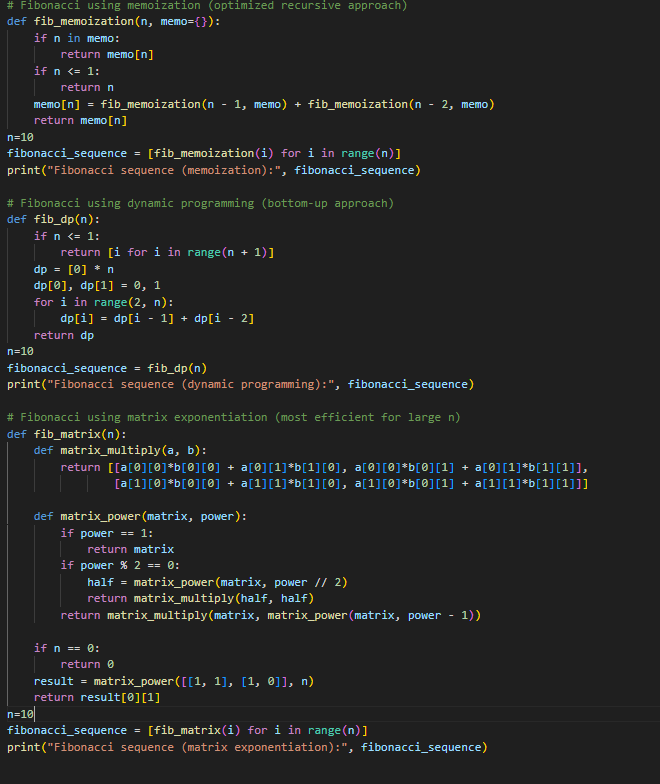 # Fibonacci using memoization (optimized recursive approach)
def fib_memoization(n, memo={}):
    if n in memo:
        return memo[n]
    if n <= 1:
        return n
    memo[n] = fib_memoization(n - 1, memo) + fib_memoization(n - 2, memo)
    return memo[n]
n=10
fibonacci_sequence = [fib_memoization(i) for i in range(n)]
print("Fibonacci sequence (memoization):", fibonacci_sequence)

# Fibonacci using dynamic programming (bottom-up approach)
def fib_dp(n):
    if n <= 1:
        return [i for i in range(n + 1)]
    dp = [0] * n
    dp[0], dp[1] = 0, 1
    for i in range(2, n):
        dp[i] = dp[i - 1] + dp[i - 2]
    return dp
n=10
fibonacci_sequence = fib_dp(n)
print("Fibonacci sequence (dynamic programming):", fibonacci_sequence)

# Fibonacci using matrix exponentiation (most efficient for large n)
def fib_matrix(n):
    def matrix_multiply(a, b):
        return [[a[0][0]*b[0][0] + a[0][1]*b[1][0], a[0][0]*b[0][1] + a[0][1]*b[1][1]],
                [a[1][0]*b[0][0] + a[1][1]*b[1][0], a[1][0]*b[0][1] + a[1][1]*b[1][1]]]

    def matrix_power(matrix, power):
        if power == 1:
            return matrix
        if power % 2 == 0:
            half = matrix_power(matrix, power // 2)
            return matrix_multiply(half, half)
        return matrix_multiply(matrix, matrix_power(matrix, power - 1))

    if n == 0:
        return 0
    result = matrix_power([[1, 1], [1, 0]], n)
    return result[0][1]
n=10
fibonacci_sequence = [fib_matrix(i) for i in range(n)]
print("Fibonacci sequence (matrix exponentiation):", fibonacci_sequence)